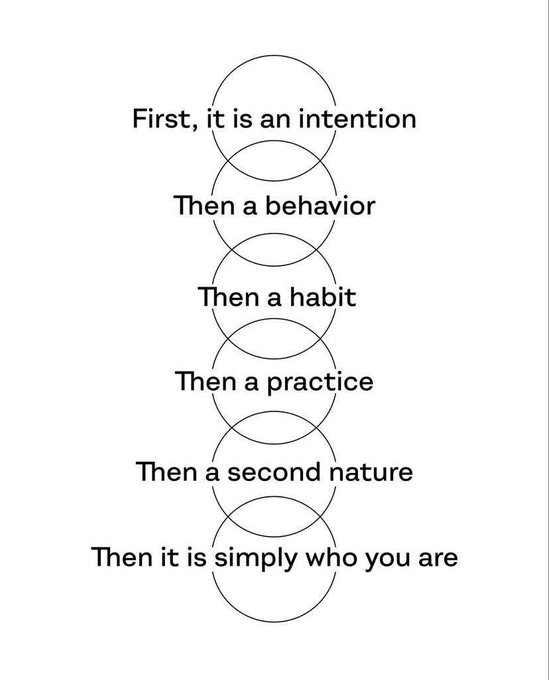 First, it is an intention
Then a behavior
Then a habit
Then a practice
Then a second nature
Then it is simply who you are